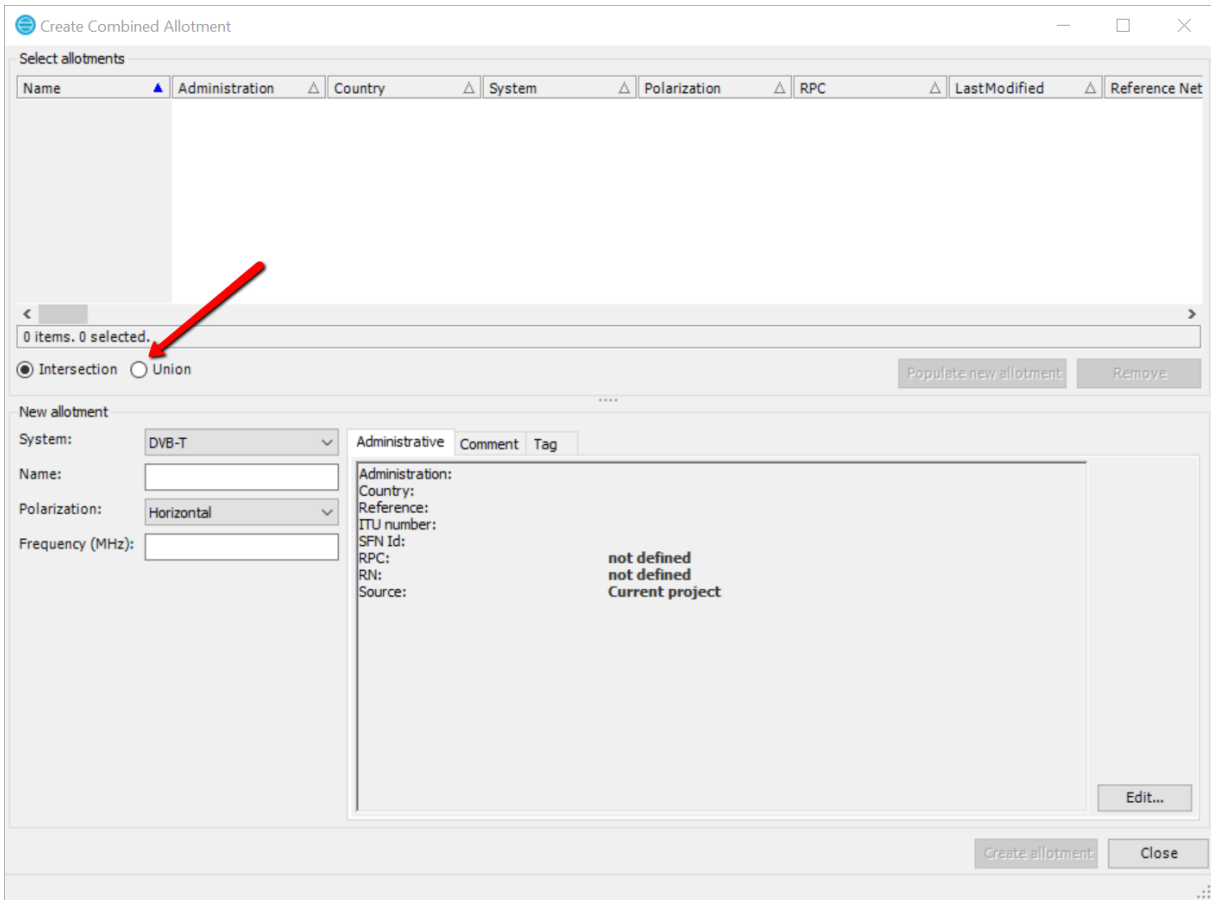 Create Combined Allotment
Select allotments
Name Administration Country System Polarization RPC LastModified Reference Net
0 items. 0 selected.
Intersection Union Populate new allotment Remove
New allotment
System: DVB-T
Name:
Polarization: Horizontal
Frequency (MHz):
Administrative Comment Tag
Administration:
Country:
Reference:
ITU number:
SFN Id:
RPC: not defined
RN: not defined
Source: Current project
Edit...
Create allotment Close